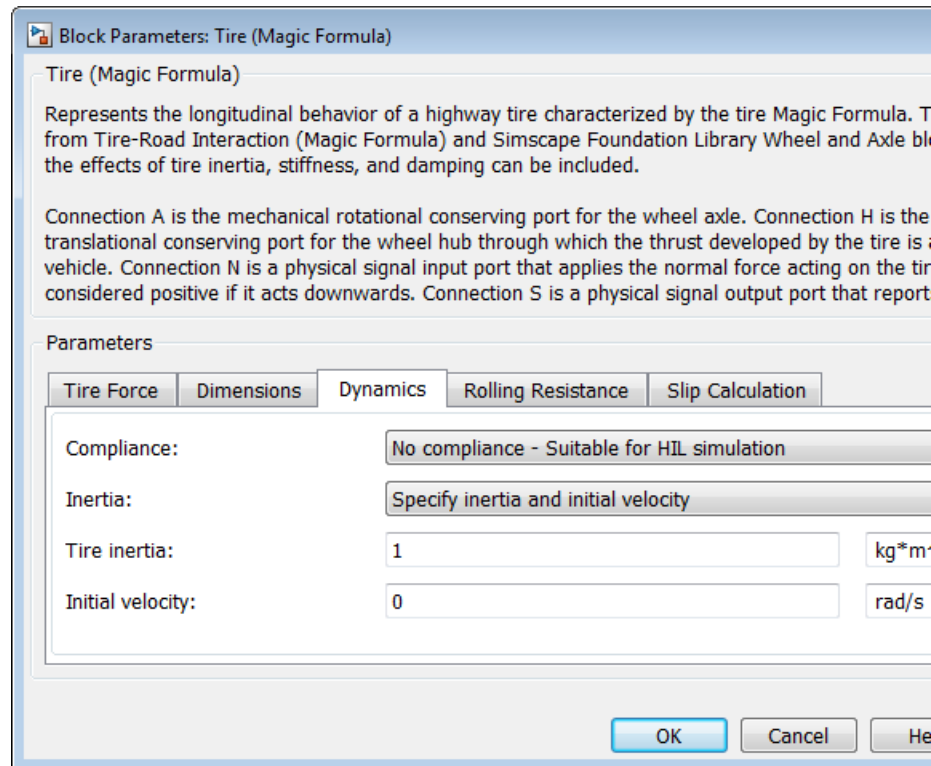 Block Parameters: Tire (Magic Formula)
Tire (Magic Formula)
Represents the longitudinal behavior of a highway tire characterized by the tire Magic Formula. T
from Tire-Road Interaction (Magic Formula) and Simscape Foundation Library Wheel and Axle blo
the effects of tire inertia, stiffness, and damping can be included.
Connection A is the mechanical rotational conserving port for the wheel axle. Connection H is the
translational conserving port for the wheel hub through which the thrust developed by the tire is a
vehicle. Connection N is a physical signal input port that applies the normal force acting on the tir
considered positive if it acts downwards. Connection S is a physical signal output port that report
Parameters
Tire Force Dimensions Dynamics Rolling Resistance Slip Calculation
Compliance: No compliance - Suitable for HIL simulation
Inertia: Specify inertia and initial velocity
Tire inertia: 1 kg*m^
Initial velocity: 0 rad/s
OK Cancel He